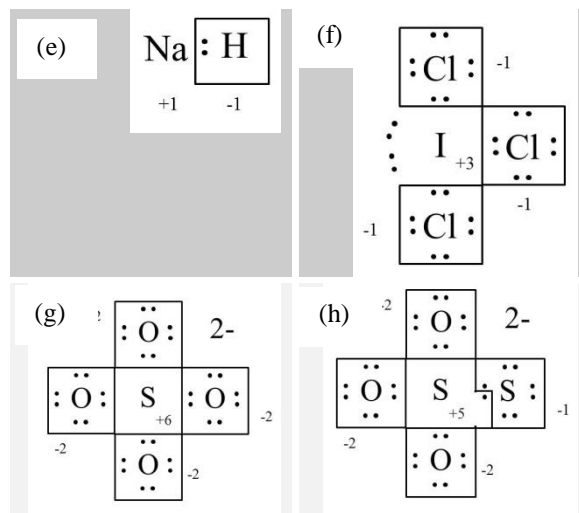 (e)
Na : H
+1 -1
(f)
:Cl: -1
I +3 :Cl:
-1
-1 :Cl:
(g)
:O: 2-
:O: S +6 :O:
-2 -2
:O: -2
(h)
-2 :O: 2-
:O: S +5 :S: -1
-2
:O: -2